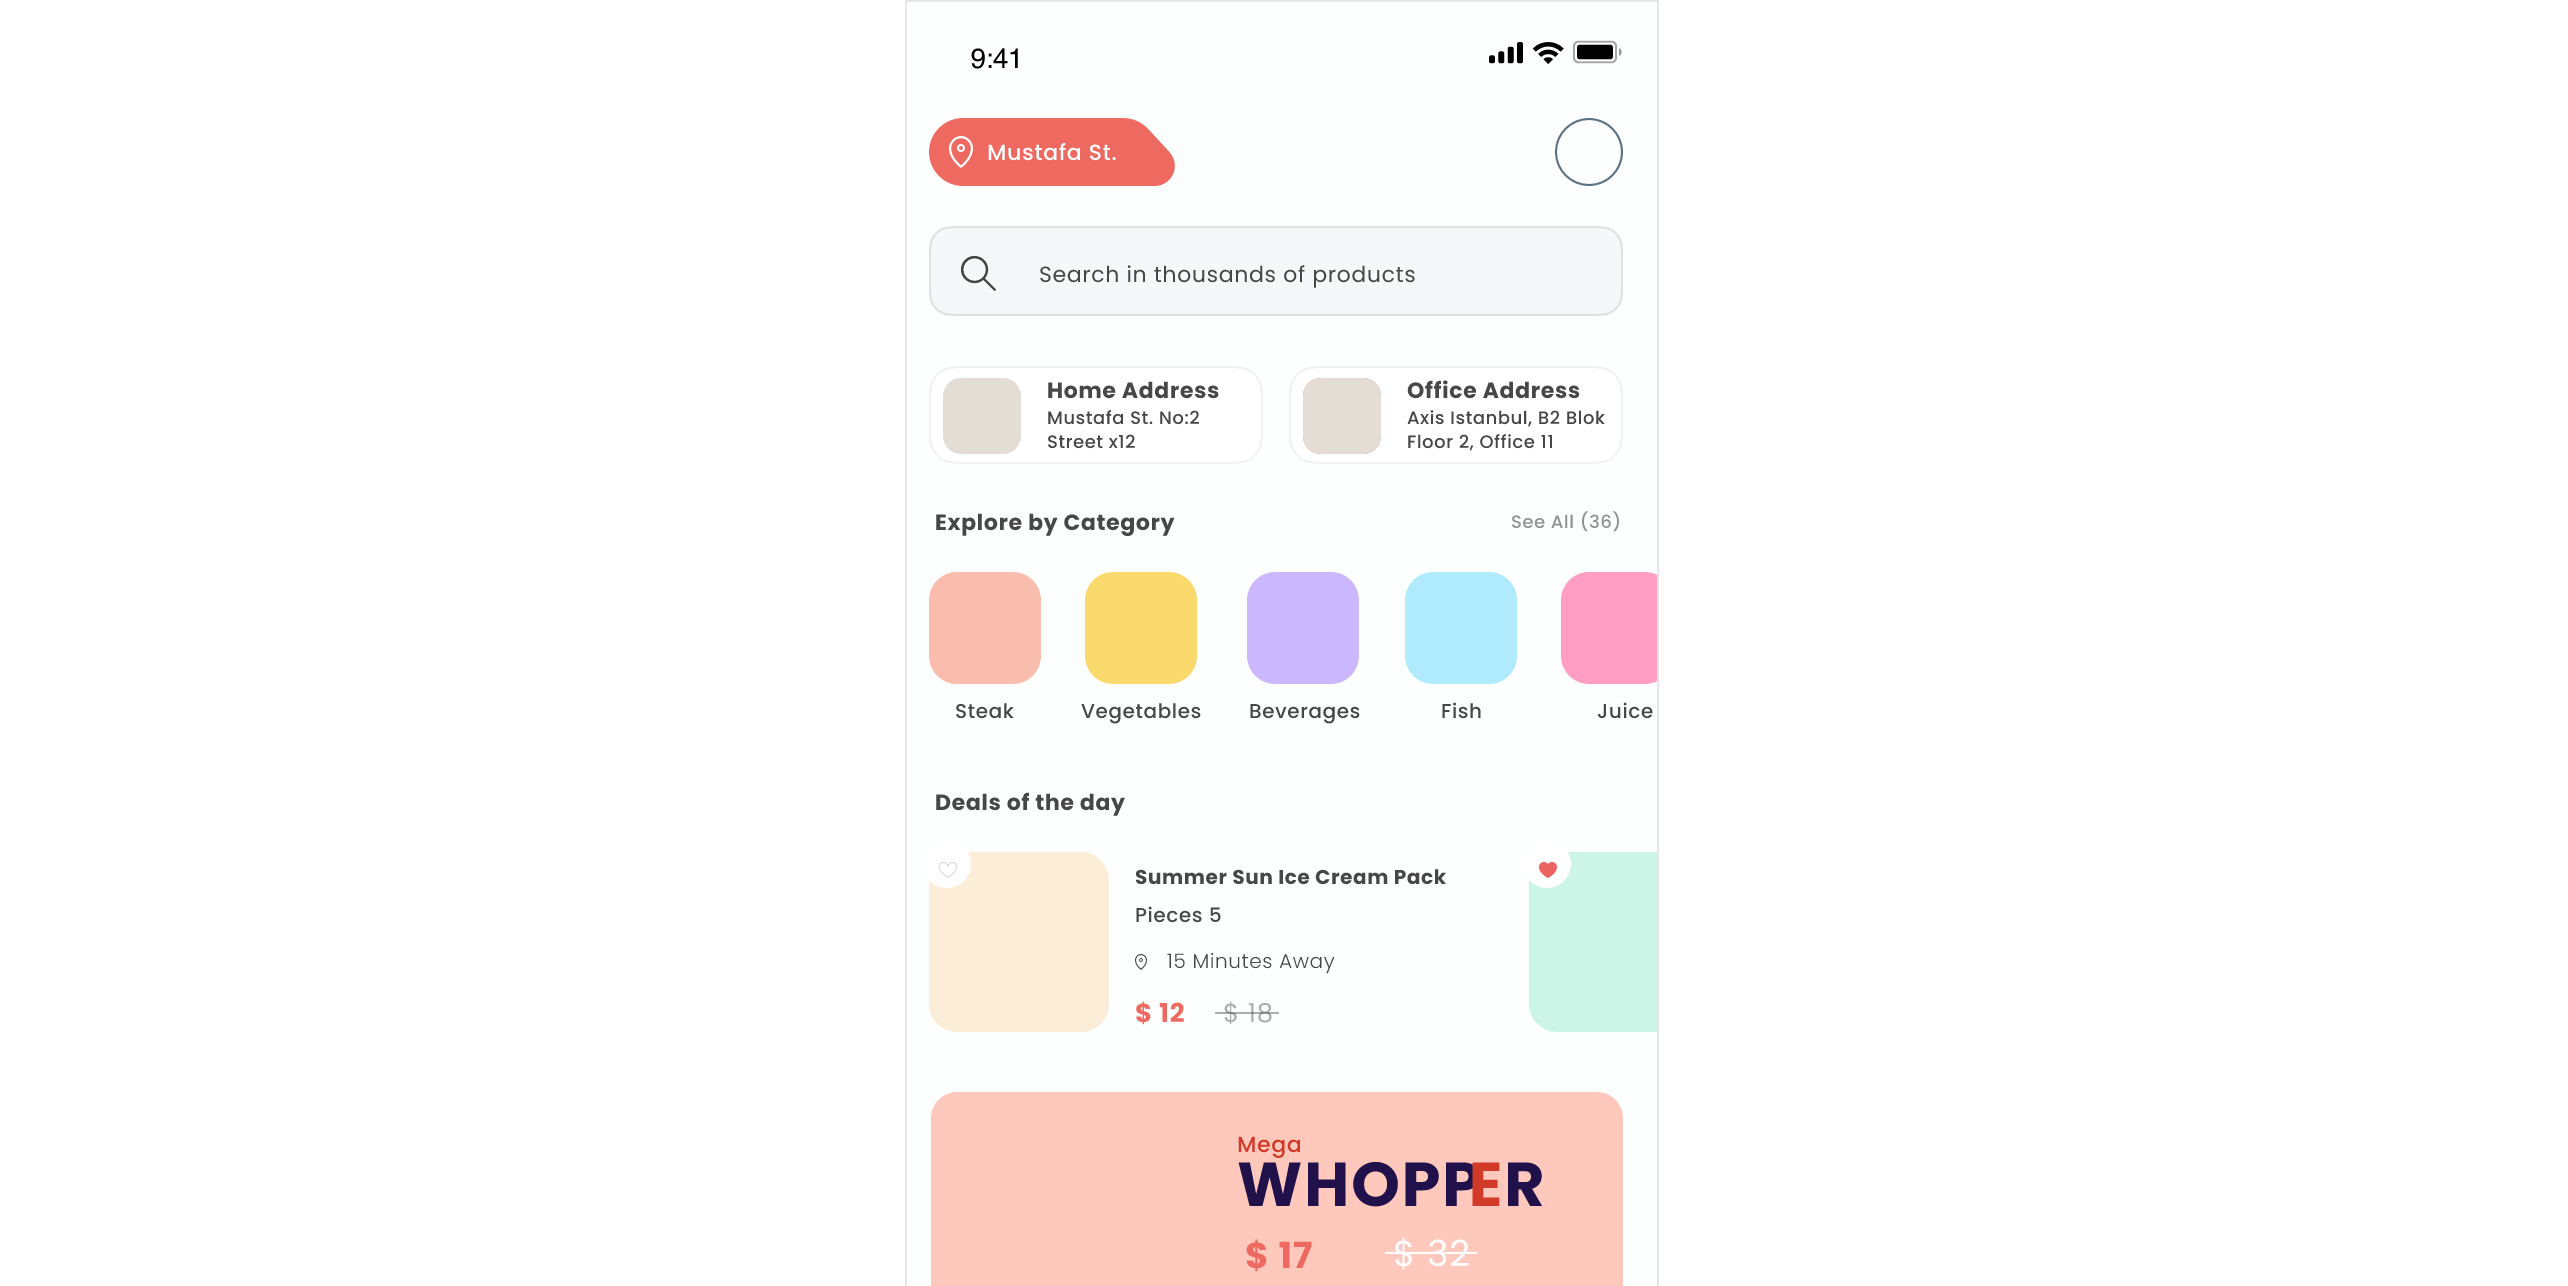 9:41
Mustafa St.
Search in thousands of products
Home Address
Mustafa St. No:2
Street x12
Office Address
Axis Istanbul, B2 Blok
Floor 2, Office 11
Explore by Category
See All (36)
Steak
Vegetables
Beverages
Fish
Juice
Deals of the day
Summer Sun Ice Cream Pack
Pieces 5
15 Minutes Away
$ 12
$ 18
Mega
WHOPPER
$ 17
$ 32